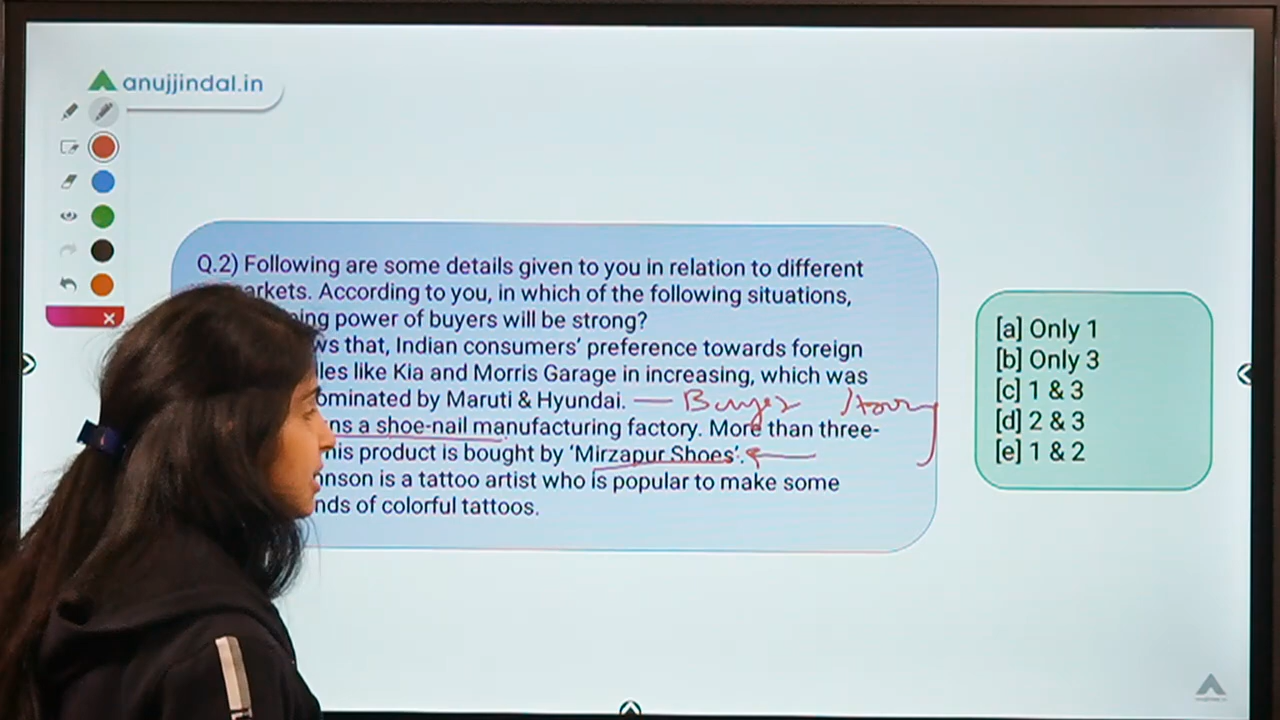 anujjindal.in
Q.2) Following are some details given to you in relation to different
arkets. According to you, in which of the following situations,
ing power of buyers will be strong?
ws that, Indian consumers' preference towards foreign
les like Kia and Morris Garage in increasing, which was
ominated by Maruti & Hyundai. — Buyer
ns a shoe-nail manufacturing factory. More than three-
his product is bought by 'Mirzapur Shoes'.
nson is a tattoo artist who is popular to make some
nds of colorful tattoos.
[a] Only 1
[b] Only 3
[c] 1 & 3
[d] 2 & 3
[e] 1 & 2